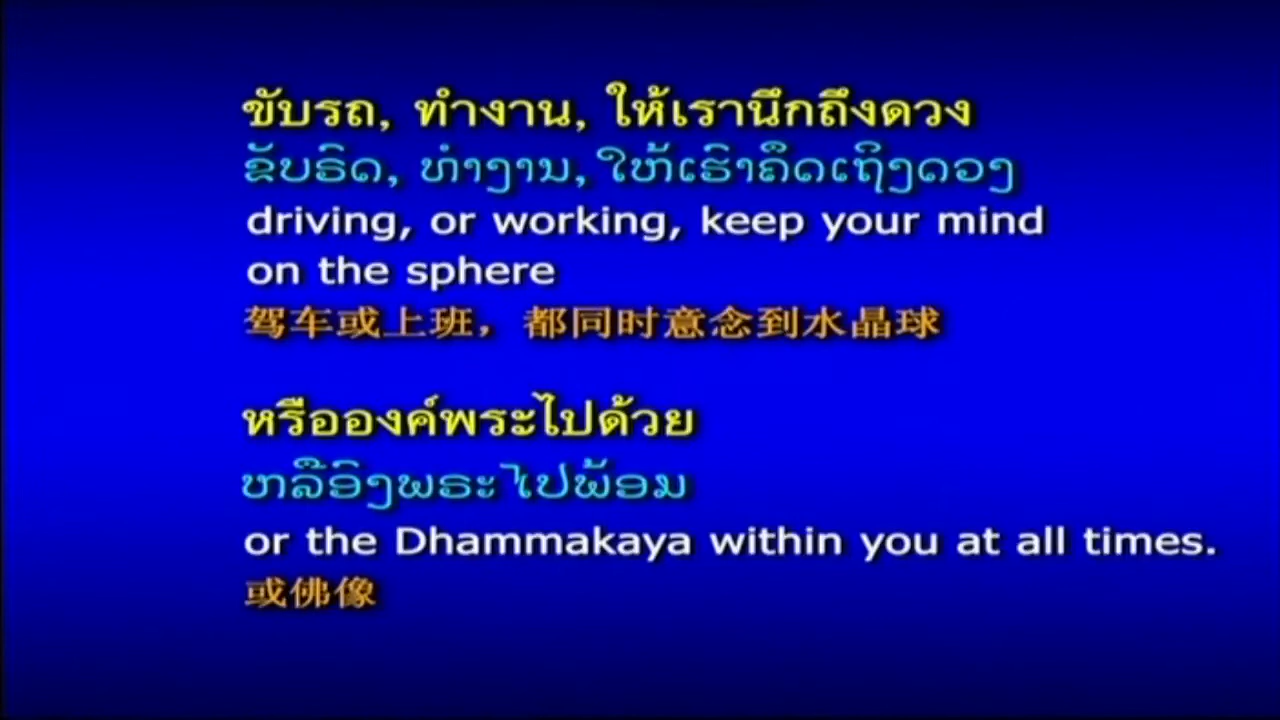 ขับรถ, ทำงาน, ให้เรานึกถึงดวง
ຂັບຣົດ, ທຳງານ, ໃຫ້ເຮົາຄຶດເຖິງດວງ
driving, or working, keep your mind
on the sphere
驾车或上班，都同时意念到水晶球
หรือองค์พระไปด้วย
ຫລືອົງພຣະໄປພ້ອມ
or the Dhammakaya within you at all times.
或佛像